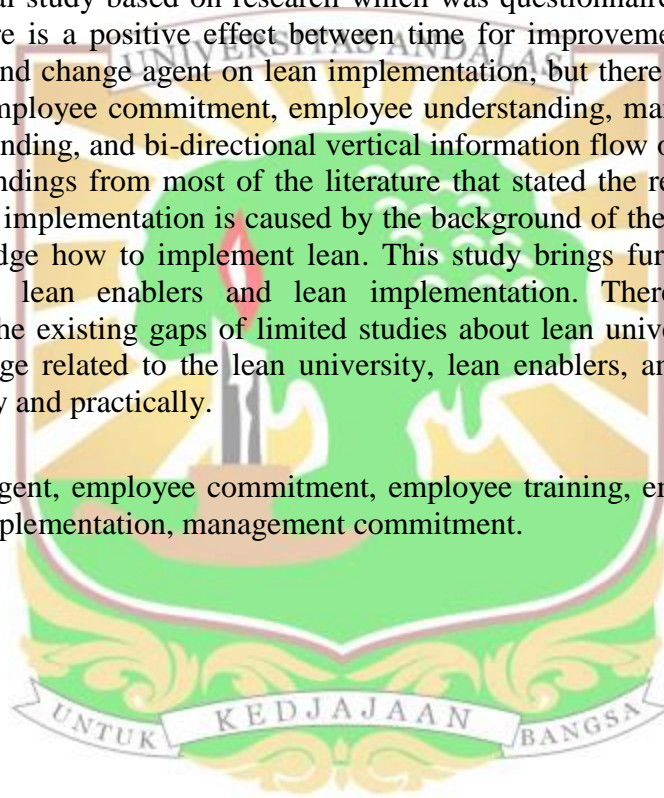 al study based on research which was questionnaire
re is a positive effect between time for improveme
UNIVERSITAS ANDALAS
nd change agent on lean implementation, but there
mployee commitment, employee understanding, ma
nding, and bi-directional vertical information flow
ndings from most of the literature that stated the re
implementation is caused by the background of the
dge how to implement lean. This study brings fur
lean enablers and lean implementation. There
he existing gaps of limited studies about lean unive
ge related to the lean university, lean enablers, an
y and practically.
gent, employee commitment, employee training, en
plementation, management commitment.
UNTUK KEDJAJAAN BANGSA